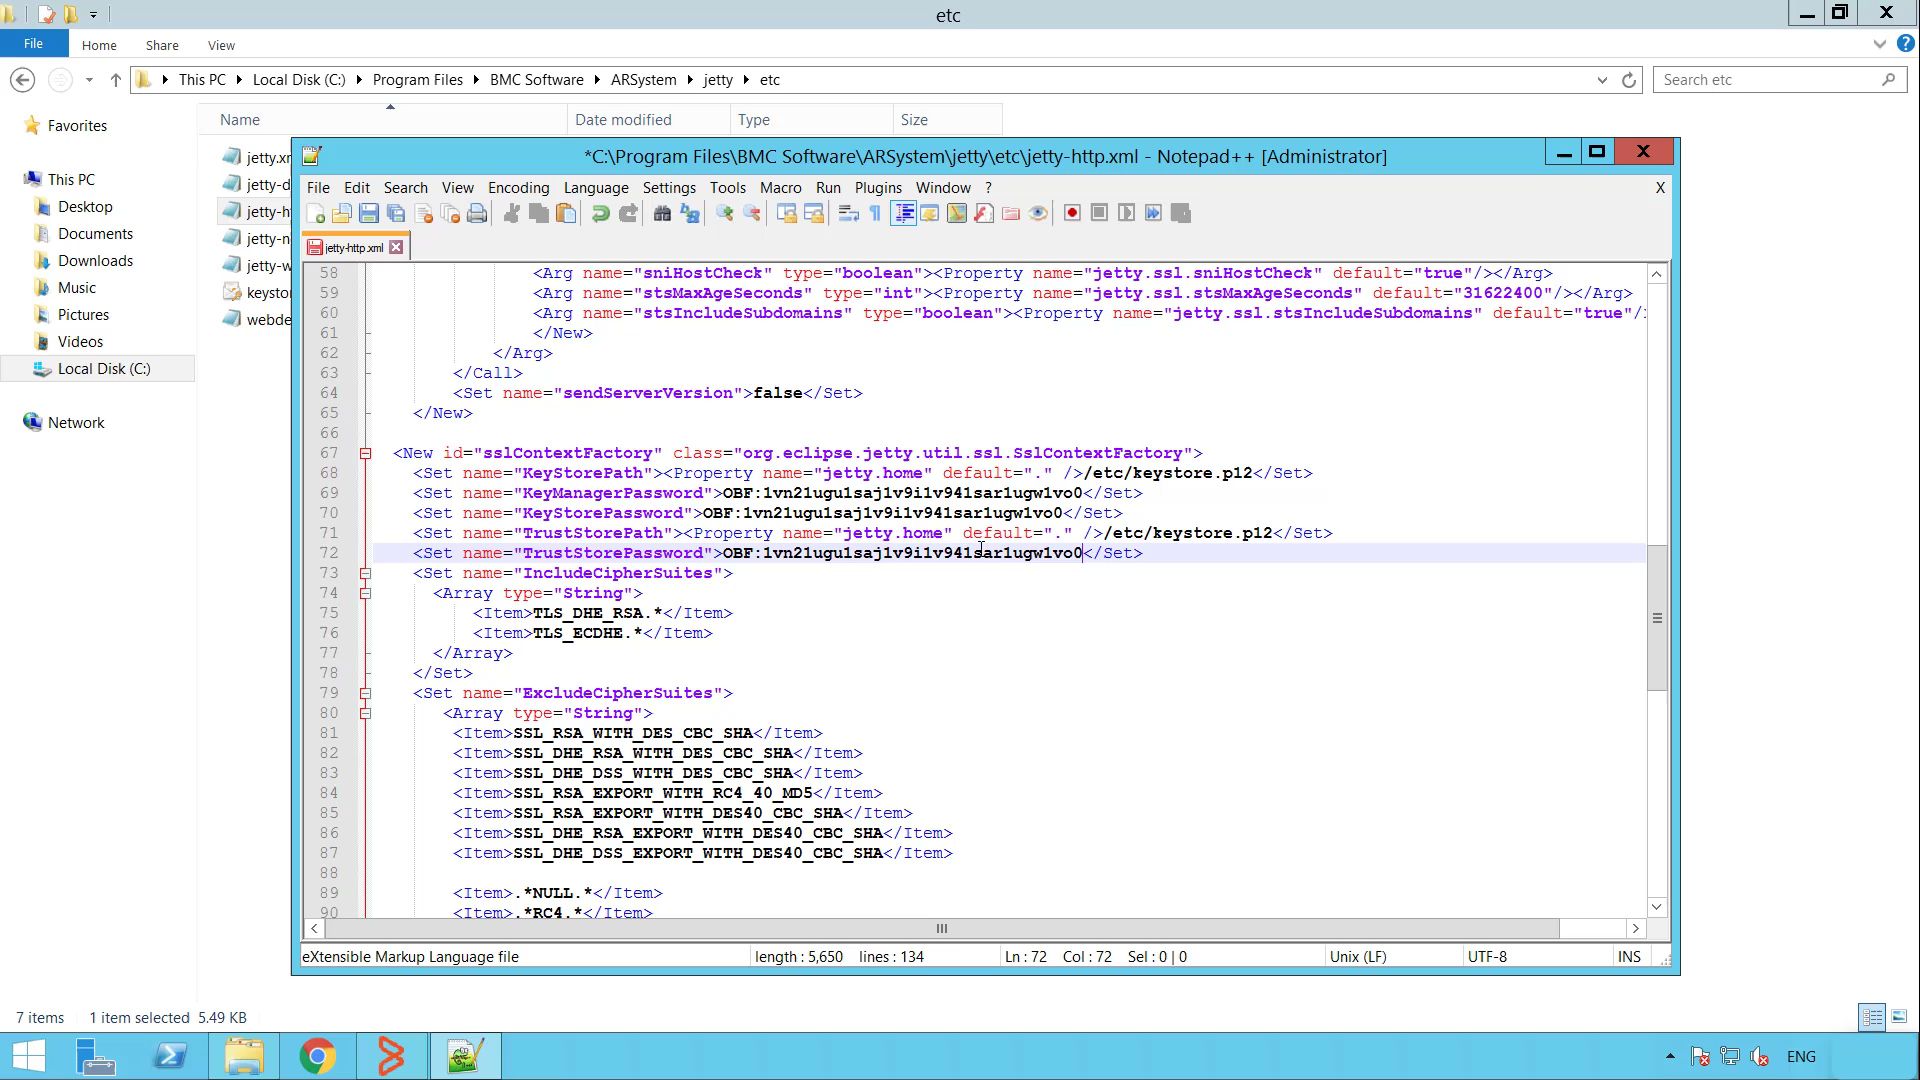 etc
File
Home
Share
View
This PC
Local Disk (C:)
Program Files
BMC Software
ARSystem
jetty
etc
Search etc
Favorites
This PC
Desktop
Documents
Downloads
Music
Pictures
Videos
Local Disk (C:)
Network
Name
Date modified
Type
Size
jetty.xm
jetty-d
jetty-h
jetty-n
jetty-w
keysto
webde
*C:\Program Files\BMC Software\ARSystem\jetty\etc\jetty-http.xml - Notepad++ [Administrator]
File Edit Search View Encoding Language Settings Tools Macro Run Plugins Window ?
X
jetty-http.xml
58 <Arg name="sniHostCheck" type="boolean"><Property name="jetty.ssl.sniHostCheck" default="true"/></Arg>
59 <Arg name="stsMaxAgeSeconds" type="int"><Property name="jetty.ssl.stsMaxAgeSeconds" default="31622400"/></Arg>
60 <Arg name="stsIncludeSubdomains" type="boolean"><Property name="jetty.ssl.stsIncludeSubdomains" default="true"/
61 </New>
62 </Arg>
63 </Call>
64 <Set name="sendServerVersion">false</Set>
65 </New>
66
67 <New id="sslContextFactory" class="org.eclipse.jetty.util.ssl.SslContextFactory">
68 <Set name="KeyStorePath"><Property name="jetty.home" default="." />/etc/keystore.p12</Set>
69 <Set name="KeyManagerPassword">OBF:1vn21ugu1saj1v9i1v941sar1ugw1vo0</Set>
70 <Set name="KeyStorePassword">OBF:1vn21ugu1saj1v9i1v941sar1ugw1vo0</Set>
71 <Set name="TrustStorePath"><Property name="jetty.home" default="." />/etc/keystore.p12</Set>
72 <Set name="TrustStorePassword">OBF:1vn21ugu1saj1v9i1v941sar1ugw1vo0</Set>
73 <Set name="IncludeCipherSuites">
74 <Array type="String">
75 <Item>TLS_DHE_RSA.*</Item>
76 <Item>TLS_ECDHE.*</Item>
77 </Array>
78 </Set>
79 <Set name="ExcludeCipherSuites">
80 <Array type="String">
81 <Item>SSL_RSA_WITH_DES_CBC_SHA</Item>
82 <Item>SSL_DHE_RSA_WITH_DES_CBC_SHA</Item>
83 <Item>SSL_DHE_DSS_WITH_DES_CBC_SHA</Item>
84 <Item>SSL_RSA_EXPORT_WITH_RC4_40_MD5</Item>
85 <Item>SSL_RSA_EXPORT_WITH_DES40_CBC_SHA</Item>
86 <Item>SSL_DHE_RSA_EXPORT_WITH_DES40_CBC_SHA</Item>
87 <Item>SSL_DHE_DSS_EXPORT_WITH_DES40_CBC_SHA</Item>
88
89 <Item>.*NULL.*</Item>
90 <Item>.*RC4.*</Item>
eXtensible Markup Language file
length : 5,650 lines : 134
Ln : 72 Col : 72 Sel : 0 | 0
Unix (LF)
UTF-8
INS
7 items
1 item selected 5.49 KB
ENG